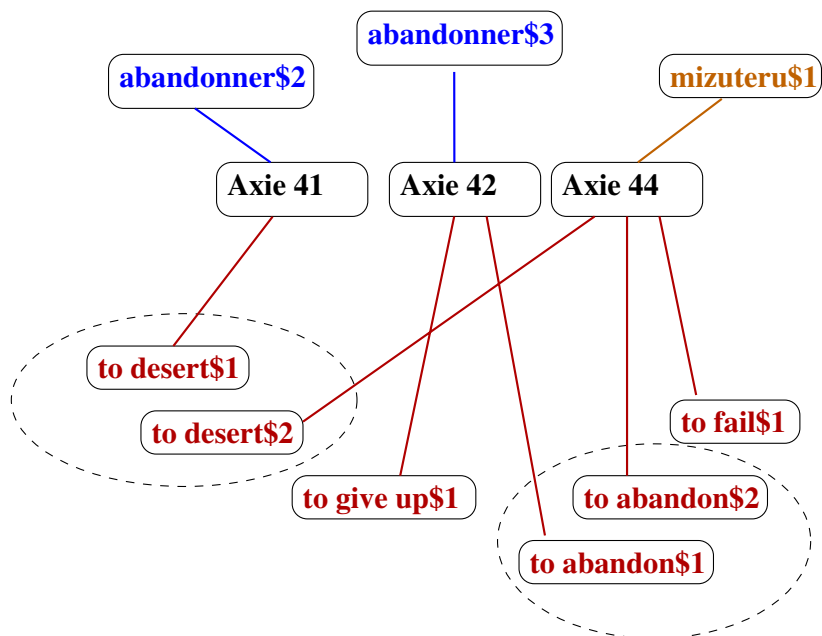 abandonner$2
abandonner$3
mizuteru$1
Axie 41
Axie 42
Axie 44
to desert$1
to desert$2
to fail$1
to give up$1
to abandon$2
to abandon$1